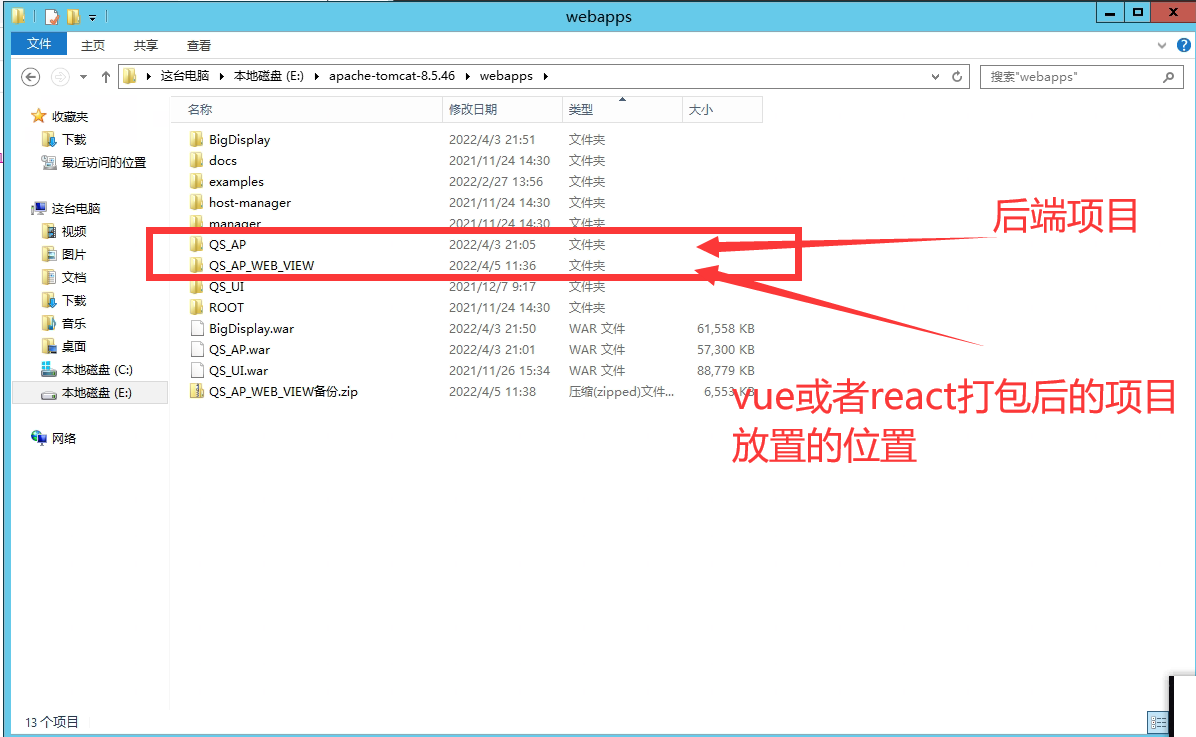 webapps
文件 主页 共享 查看
这台电脑 本地磁盘 (E:) apache-tomcat-8.5.46 webapps
搜索"webapps"
收藏夹
下载
最近访问的位置
这台电脑
视频
图片
文档
下载
音乐
桌面
本地磁盘 (C:)
本地磁盘 (E:)
网络
名称 修改日期 类型 大小
BigDisplay 2022/4/3 21:51 文件夹
docs 2021/11/24 14:30 文件夹
examples 2022/2/27 13:56 文件夹
host-manager 2021/11/24 14:30 文件夹
manager 2021/11/24 14:30 文件夹
QS_AP 2022/4/3 21:05 文件夹
QS_AP_WEB_VIEW 2022/4/5 11:36 文件夹
QS_UI 2021/12/7 9:17 文件夹
ROOT 2021/11/24 14:30 文件夹
BigDisplay.war 2022/4/3 21:50 WAR 文件 61,558 KB
QS_AP.war 2022/4/3 21:01 WAR 文件 57,300 KB
QS_UI.war 2021/11/26 15:34 WAR 文件 88,779 KB
QS_AP_WEB_VIEW备份.zip 2022/4/5 11:38 压缩(zipped)文件... 6,553 KB
后端项目
vue或者react打包后的项目
放置的位置
13 个项目